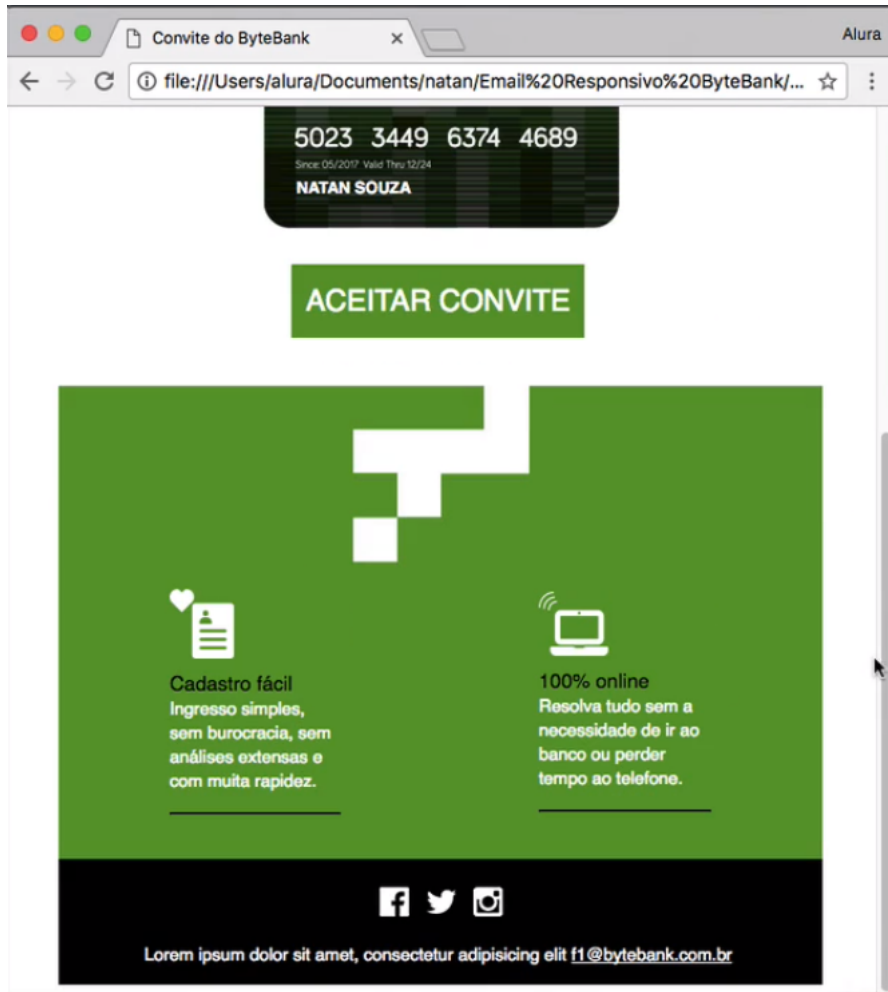 Convite do ByteBank
Alura
file:///Users/alura/Documents/natan/Email%20Responsivo%20ByteBank/...
5023 3449 6374 4689
Since: 05/2017 Valid Thru 12/24
NATAN SOUZA
ACEITAR CONVITE
Cadastro fácil
Ingresso simples,
sem burocracia, sem
análises extensas e
com muita rapidez.
100% online
Resolva tudo sem a
necessidade de ir ao
banco ou perder
tempo ao telefone.
Lorem ipsum dolor sit amet, consectetur adipisicing elit f1@bytebank.com.br